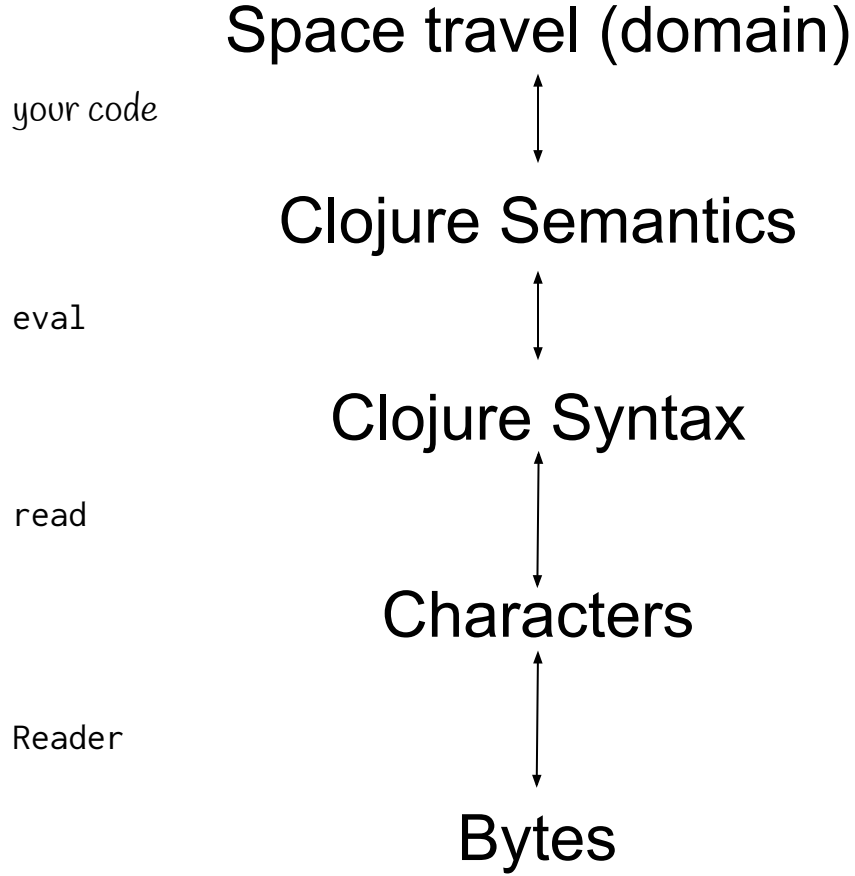 Space travel (domain)
your code
Clojure Semantics
eval
Clojure Syntax
read
Characters
Reader
Bytes